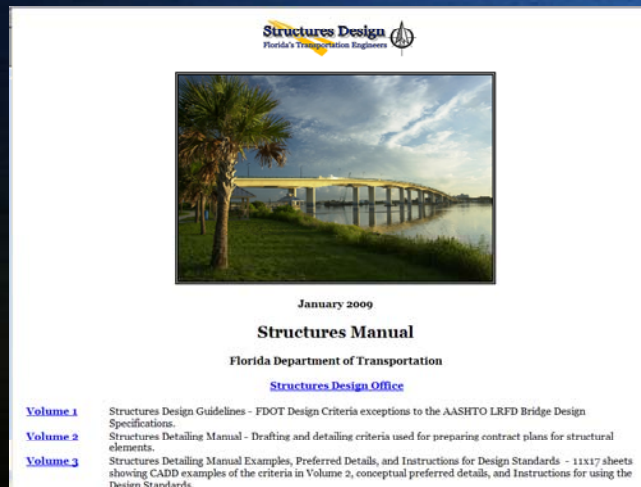 Structures Design
Florida's Transportation Engineers
January 2009
Structures Manual
Florida Department of Transportation
Structures Design Office
Volume 1 Structures Design Guidelines - FDOT Design Criteria exceptions to the AASHTO LRFD Bridge Design
Specifications.
Volume 2 Structures Detailing Manual - Drafting and detailing criteria used for preparing contract plans for structural
elements.
Volume 3 Structures Detailing Manual Examples, Preferred Details, and Instructions for Design Standards - 11x17 sheets
showing CADD examples of the criteria in Volume 2, conceptual preferred details, and Instructions for using the
Design Standards.